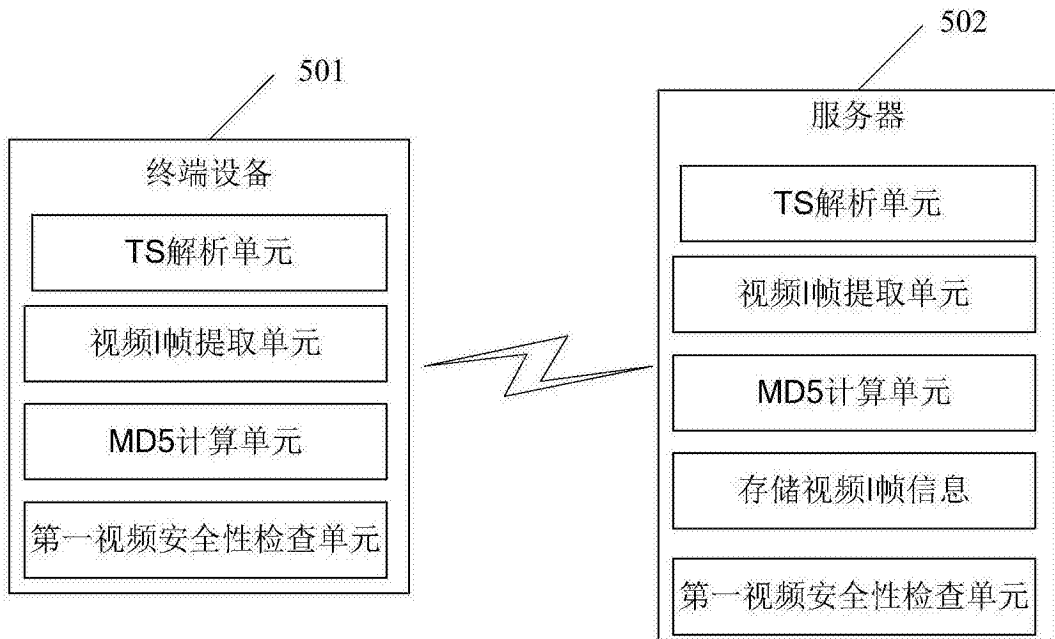 501
终端设备
TS解析单元
视频I帧提取单元
MD5计算单元
第一视频安全性检查单元
502
服务器
TS解析单元
视频I帧提取单元
MD5计算单元
存储视频I帧信息
第一视频安全性检查单元